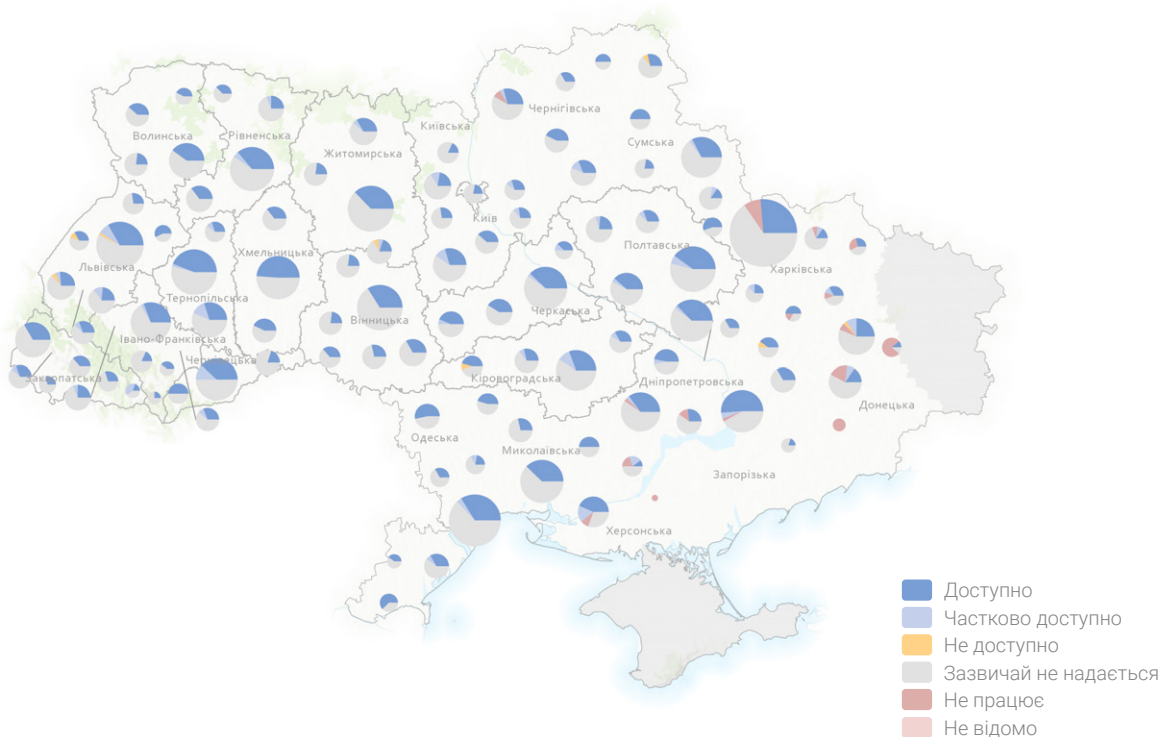 Чернігівська
Київська
Волинська
Рівненська
Сумська
Житомирська
Київ
Полтавська
Хмельницька
Львівська
Харківська
Тернопільська
Черкаська
Вінницька
Івано-Франківська
Чернівецька
Закарпатська
Кіровоградська
Дніпропетровська
Донецька
Одеська
Миколаївська
Запорізька
Херсонська
Доступно
Частково доступно
Не доступно
Зазвичай не надається
Не працює
Не відомо